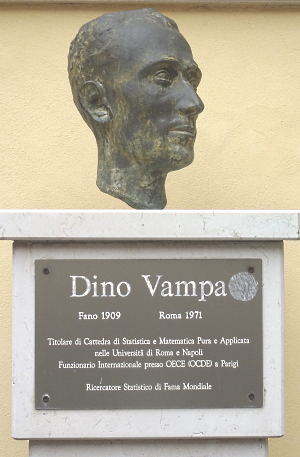 Dino Vampa
Fano 1909 Roma 1971
Titolare di Cattedra di Statistica e Matematica Pura e Applicata
nelle Università di Roma e Napoli
Funzionario Internazionale presso OECE (OCDE) a Parigi
Ricercatore Statistico di Fama Mondiale